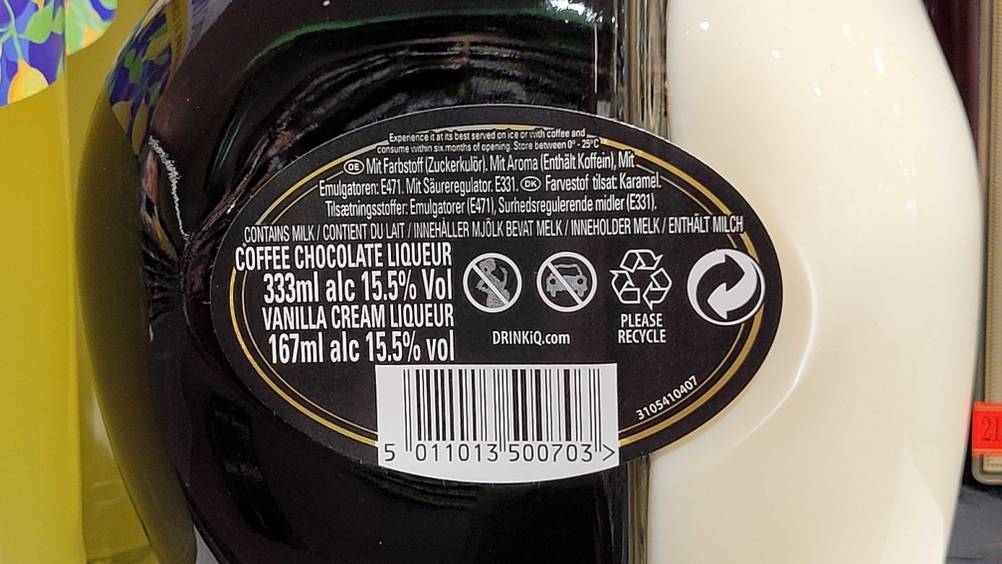 Experience it at its best served on ice or with coffee and
consume within six months of opening. Store between 0° - 25°C
DE Mit Farbstoff (Zuckerkulör). Mit Aroma (Enthält Koffein), Mit
Emulgatoren: E471. Mit Säureregulator. E331. DK Farvestof tilsat: Karamel.
Tilsætningsstoffer: Emulgatorer (E471), Surhedsregulerende midler (E331).
CONTAINS MILK / CONTIENT DU LAIT / INNEHÅLLER MJÖLK BEVAT MELK / INNEHOLDER MELK / ENTHÄLT MILCH
COFFEE CHOCOLATE LIQUEUR
333ml alc 15.5% Vol
VANILLA CREAM LIQUEUR
167ml alc 15.5% vol
DRINKiQ.com
PLEASE
RECYCLE
3105410407
5 011013 500703 >
21